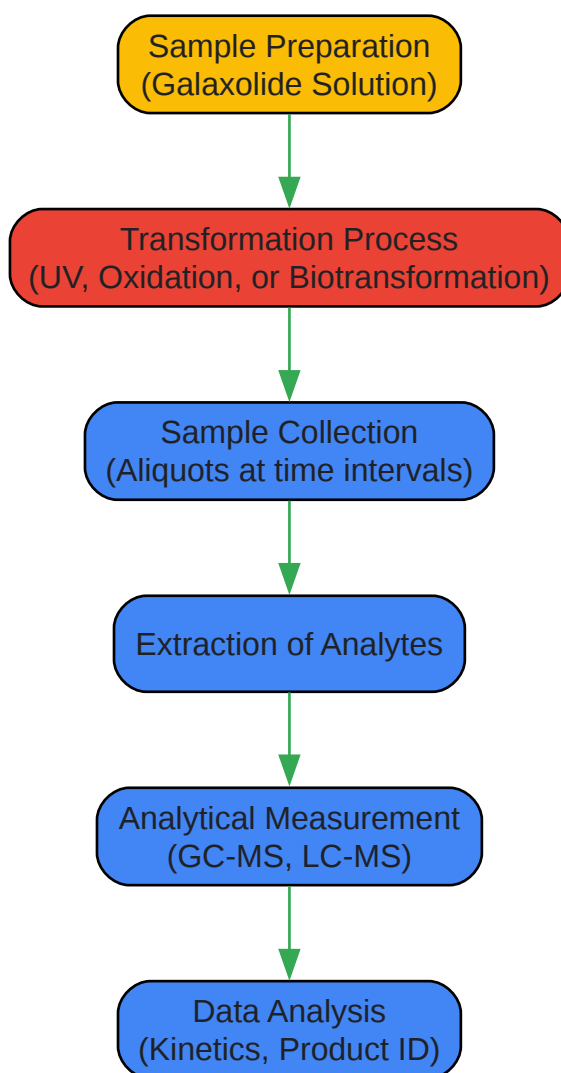 Sample Preparation
(Galaxolide Solution)
Transformation Process
(UV, Oxidation, or Biotransformation)
Sample Collection
(Aliquots at time intervals)
Extraction of Analytes
Analytical Measurement
(GC-MS, LC-MS)
Data Analysis
(Kinetics, Product ID)